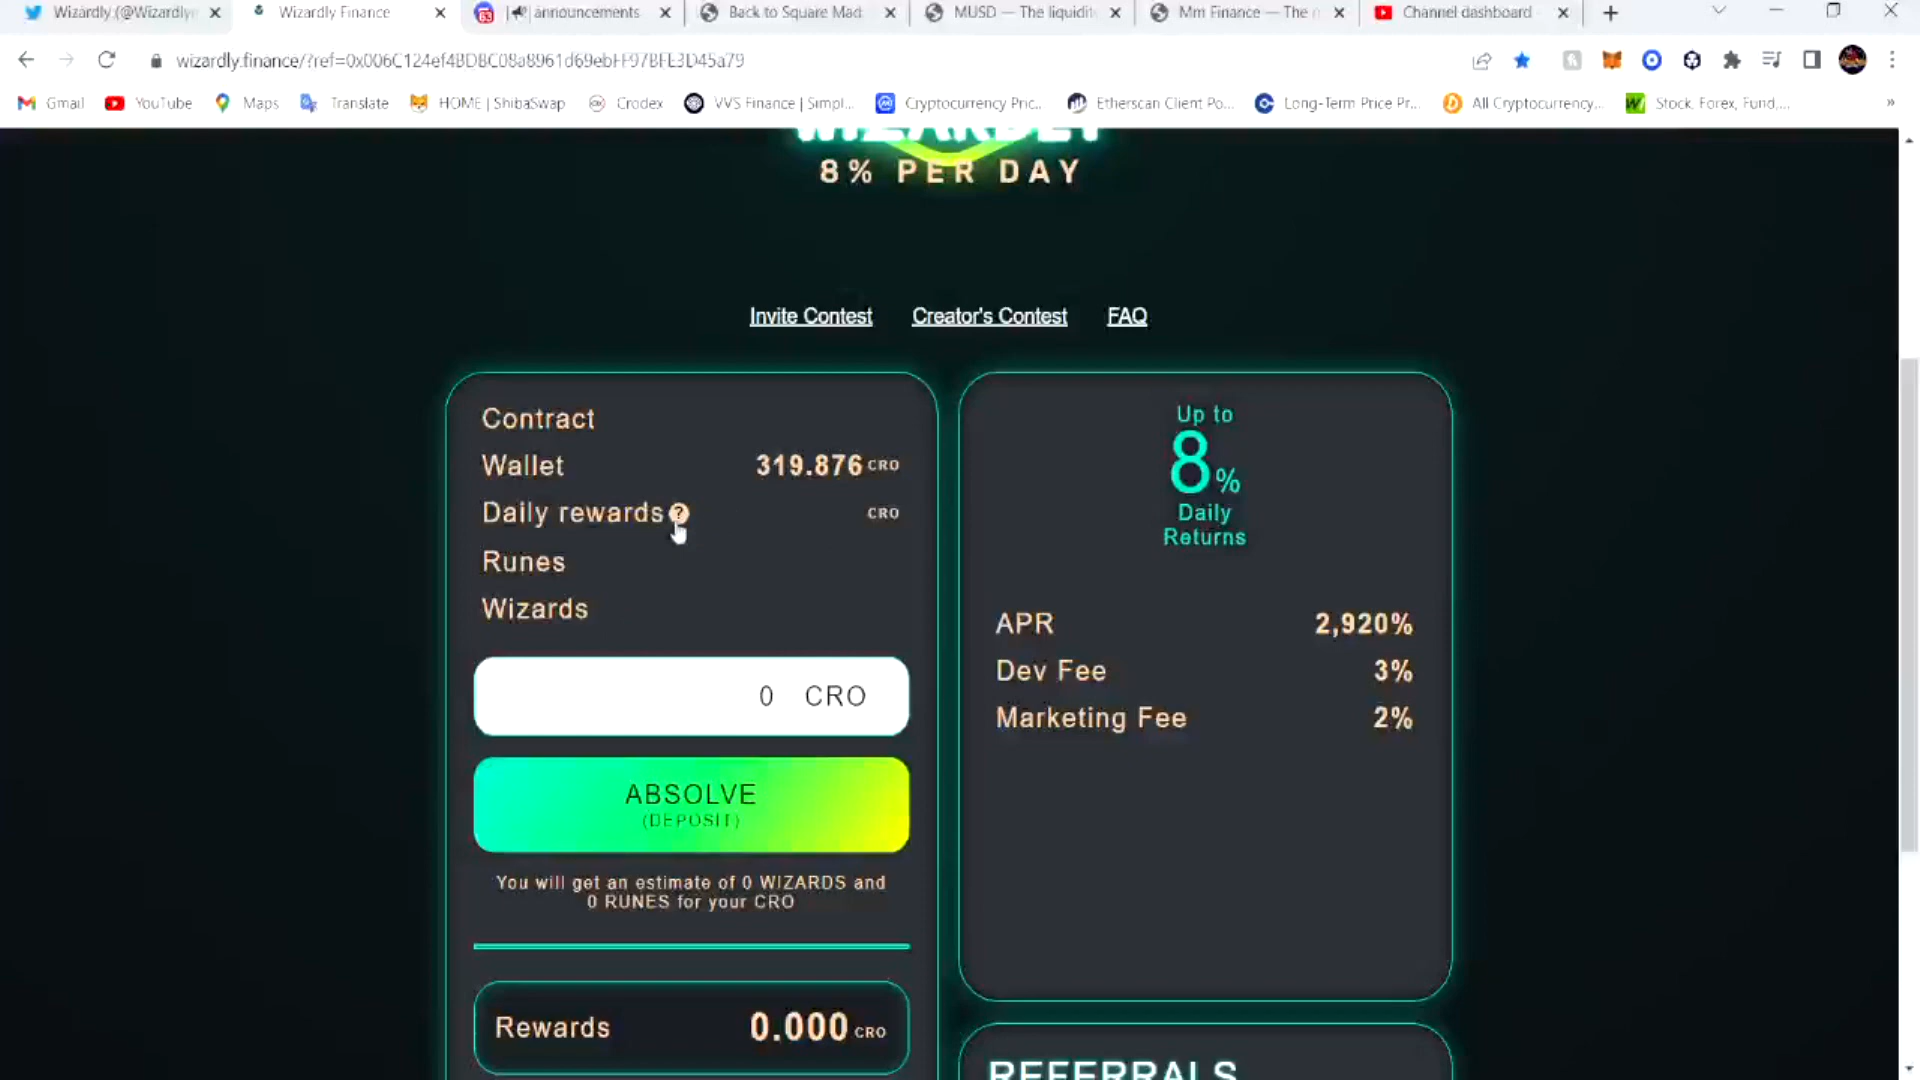 Wizardly (@Wizardly
Wizardly Finance
announcements
Back to Square Mad
MUSD — The liquidit
Mm Finance — The
Channel dashboard
wizardly.finance/?ref=0x006C124ef4BDBC08a8961d69ebFF97BFE3D45a79
Gmail
YouTube
Maps
Translate
HOME | ShibaSwap
Crodex
VVS Finance | Simpl...
Cryptocurrency Pric...
Etherscan Client Po...
Long-Term Price Pr...
All Cryptocurrency...
Stock, Forex, Fund,...
8% PER DAY
Invite Contest
Creator's Contest
FAQ
Contract
Wallet 319.876 CRO
Daily rewards ? CRO
Runes
Wizards
0 CRO
ABSOLVE
(DEPOSIT)
You will get an estimate of 0 WIZARDS and
0 RUNES for your CRO
Rewards 0.000 CRO
Up to
8%
Daily
Returns
APR 2,920%
Dev Fee 3%
Marketing Fee 2%
REFERRALS